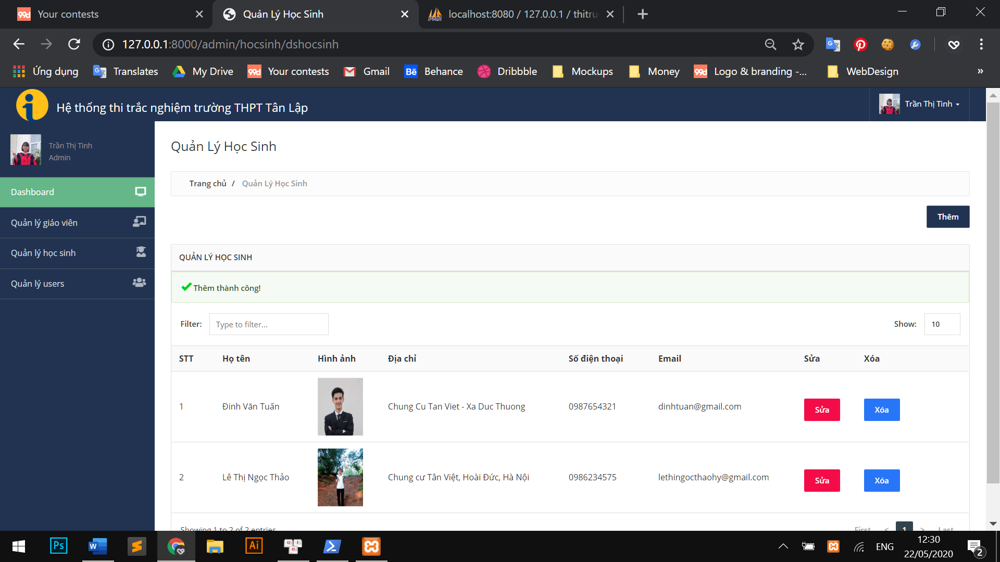 Your contests
Quản Lý Học Sinh
localhost:8080 / 127.0.0.1 / thitru
127.0.0.1:8000/admin/hocsinh/dshocsinh
Ứng dụng
Translates
My Drive
Your contests
Gmail
Behance
Dribbble
Mockups
Money
Logo & branding -...
WebDesign
»
Hệ thống thi trắc nghiệm trường THPT Tân Lập
Trần Thị Tình
Trần Thị Tình
Admin
Dashboard
Quản lý giáo viên
Quản lý học sinh
Quản lý users
Quản Lý Học Sinh
Trang chủ / Quản Lý Học Sinh
Thêm
QUẢN LÝ HỌC SINH
Thêm thành công!
Filter: Type to filter...
Show: 10
STT Họ tên Hình ảnh Địa chỉ Số điện thoại Email Sửa Xóa
1 Đinh Văn Tuấn Chung Cu Tan Viet - Xa Duc Thuong 0987654321 dinhtuan@gmail.com Sửa Xóa
2 Lê Thị Ngọc Thảo Chung cư Tân Việt, Hoài Đức, Hà Nội 0986234575 lethingocthaohy@gmail.com Sửa Xóa
Showing 1 to 2 of 2 entries
First < 1 > Last
ENG
12:30
22/05/2020
2